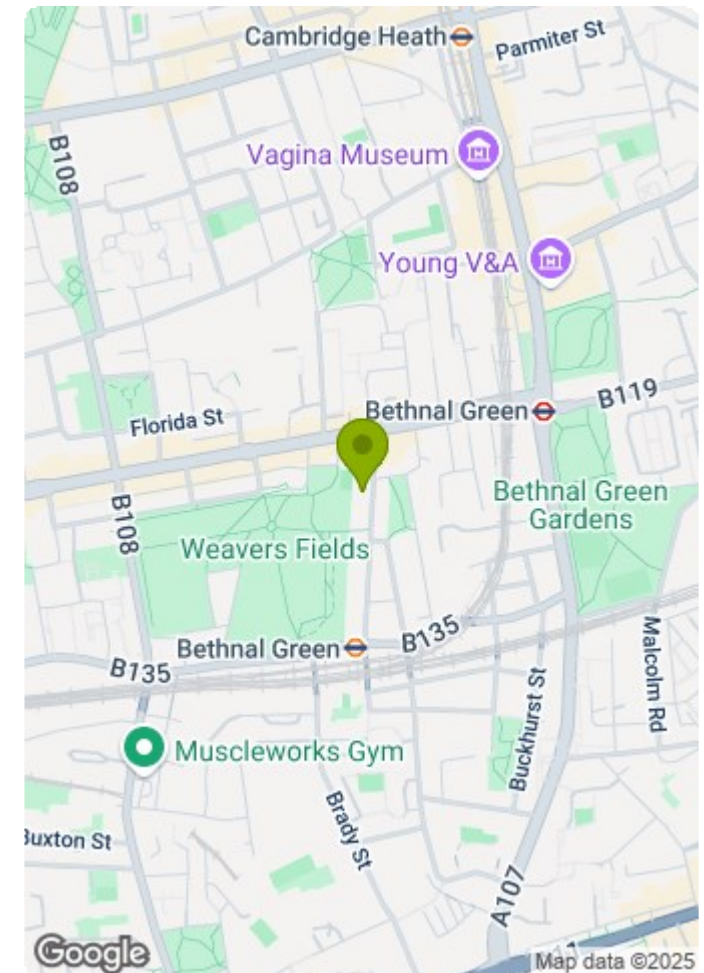 Cambridge Heath
Parmiter St
B108
Vagina Museum
Young V&A
Bethnal Green
B119
Florida St
Bethnal Green
Gardens
B108
Weavers Fields
Bethnal Green
B135
B135
Malcolm Rd
Buckhurst St
Muscleworks Gym
Brady St
Buxton St
A107
Google
Map data ©2025